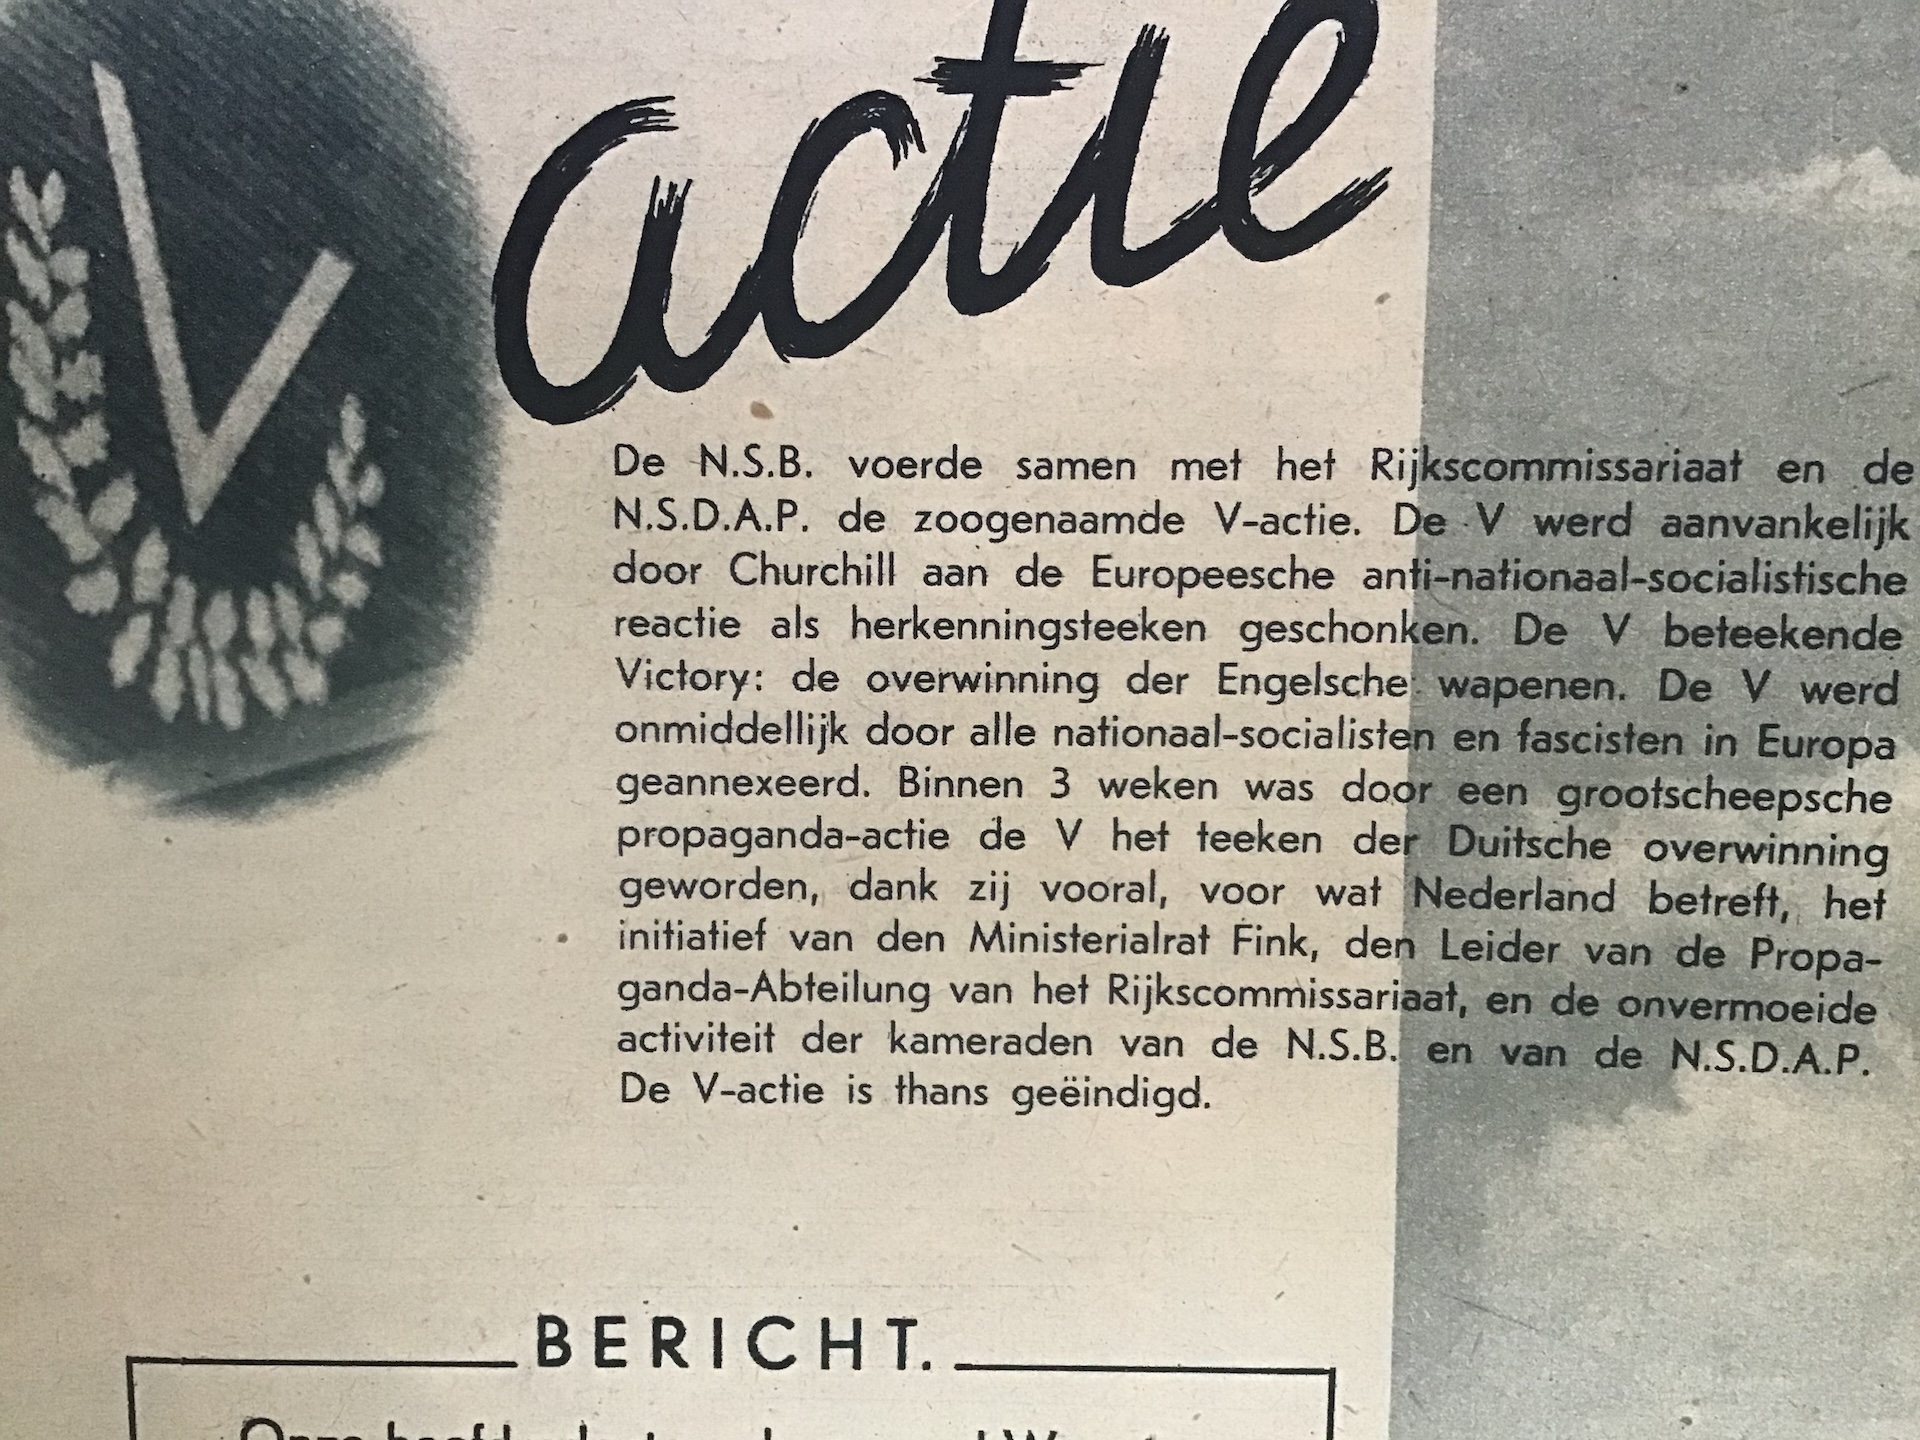 V
actie
De N.S.B. voerde samen met het Rijkscommissariaat en de
N.S.D.A.P. de zoogenaamde V-actie. De V werd aanvankelijk
door Churchill aan de Europeesche anti-nationaal-socialistische
reactie als herkenningsteeken geschonken. De V beteekende
Victory: de overwinning der Engelsche wapenen. De V werd
onmiddellijk door alle nationaal-socialisten en fascisten in Europa
geannexeerd. Binnen 3 weken was door een grootscheepsche
propaganda-actie de V het teeken der Duitsche overwinning
geworden, dank zij vooral, voor wat Nederland betreft, het
initiatief van den Ministerialrat Fink, den Leider van de Propa-
ganda-Abteilung van het Rijkscommissariaat, en de onvermoeide
activiteit der kameraden van de N.S.B. en van de N.S.D.A.P.
De V-actie is thans geëindigd.
BERICHT.
Onze